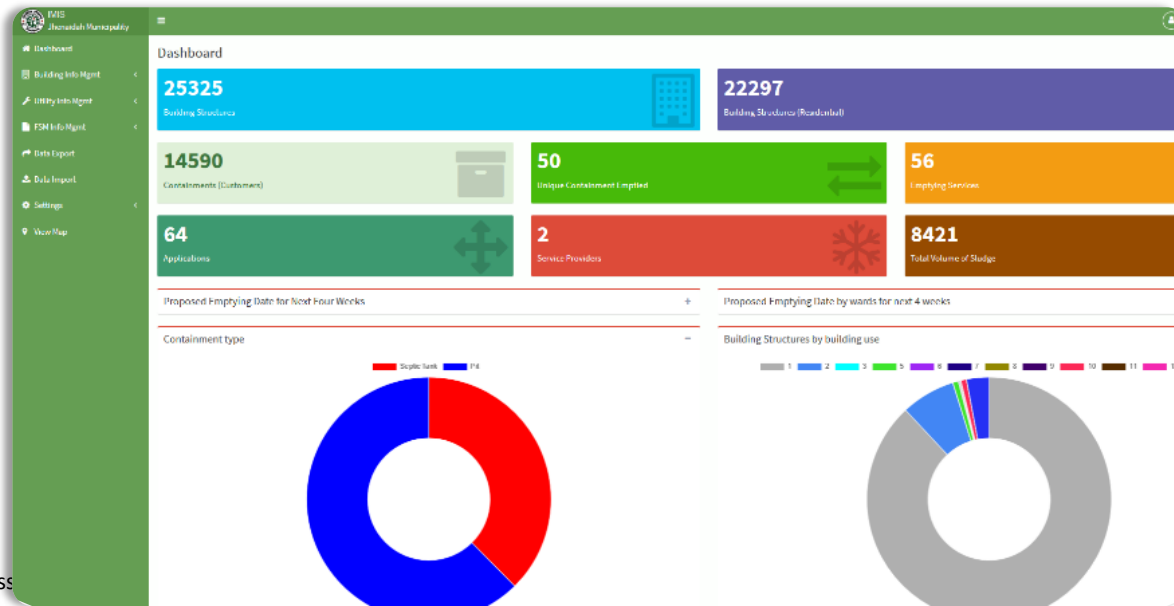 IMIS
Jhenaidah Municipality
Dashboard
Building Info Mgmt
Utility Info Mgmt
FSM Info Mgmt
Data Export
Data Import
Settings
View Map
Dashboard
25325
Building Structures
22297
Building Structures (Residential)
14590
Containments (Customers)
50
Unique Containment Emptied
56
Emptying Services
64
Applications
2
Service Providers
8421
Total Volume of Sludge
Proposed Emptying Date for Next Four Weeks +
Proposed Emptying Date by wards for next 4 weeks
Containment type −
Building Structures by building use
Septic Tank Pit
1 2 3 5 6 7 8 9 10 11